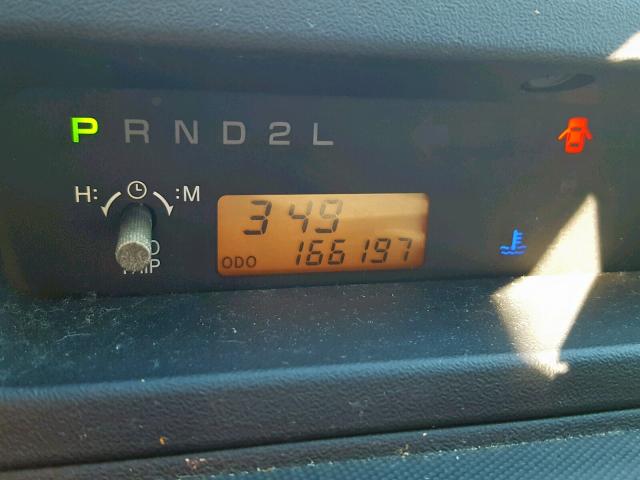 P R N D 2 L
H: :M
3 49
ODO 166197